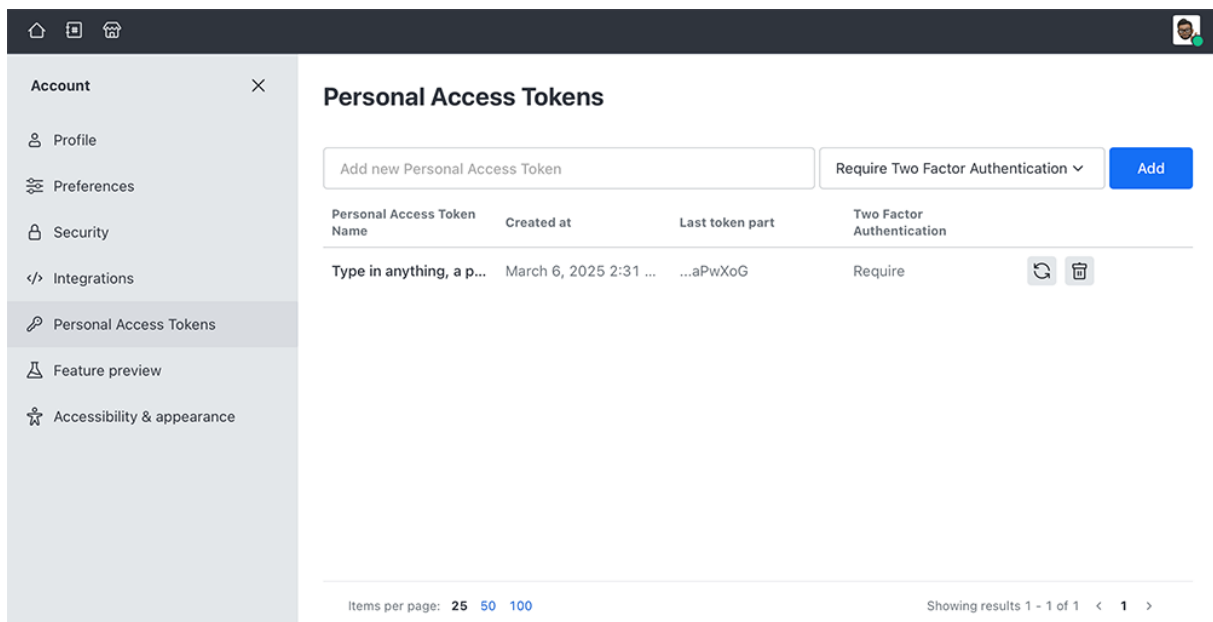 Account
Profile
Preferences
Security
Integrations
Personal Access Tokens
Feature preview
Accessibility & appearance
Personal Access Tokens
Add new Personal Access Token
Require Two Factor Authentication
Add
Personal Access Token
Name
Created at
Last token part
Two Factor
Authentication
Type in anything, a p...
March 6, 2025 2:31 ...
...aPwXoG
Require
Items per page: 25 50 100
Showing results 1 - 1 of 1 < 1 >